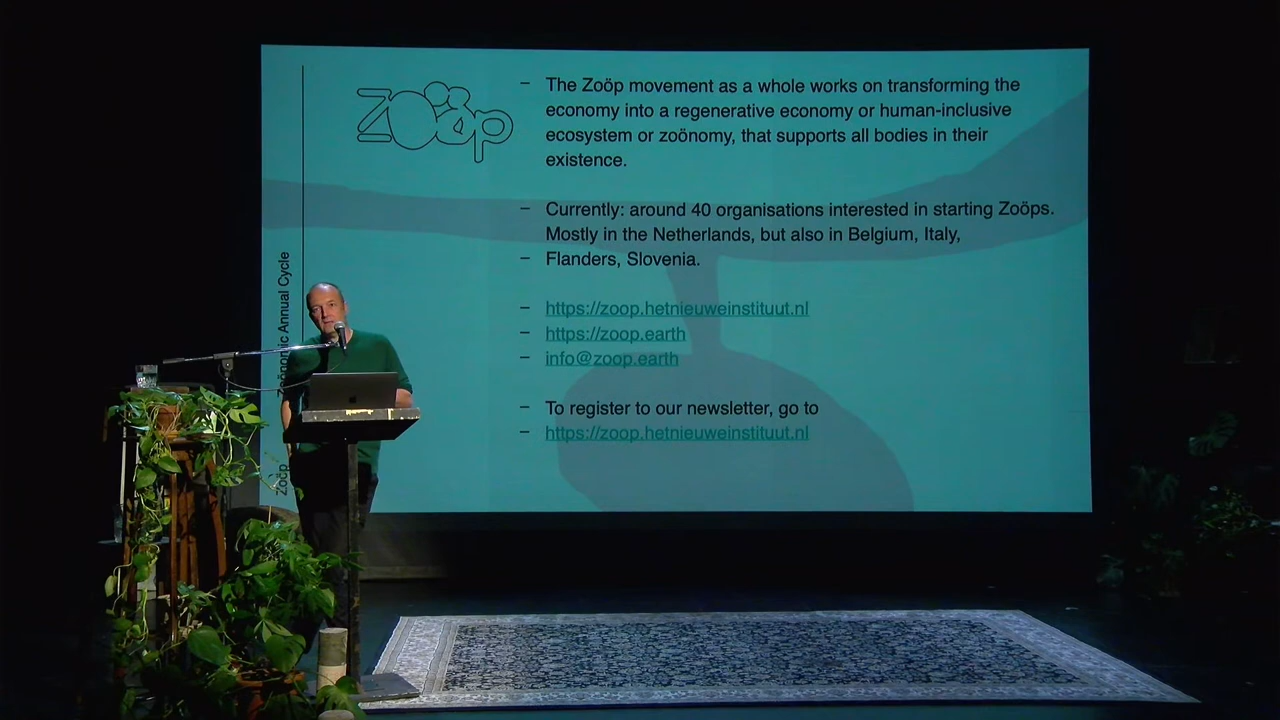 Zoöp
– The Zoöp movement as a whole works on transforming the
economy into a regenerative economy or human-inclusive
ecosystem or zoönomy, that supports all bodies in their
existence.
– Currently: around 40 organisations interested in starting Zoöps.
Mostly in the Netherlands, but also in Belgium, Italy,
– Flanders, Slovenia.
– https://zoop.hetnieuweinstituut.nl
– https://zoop.earth
– info@zoop.earth
– To register to our newsletter, go to
– https://zoop.hetnieuweinstituut.nl
Zoöp
Zoönomic Annual Cycle